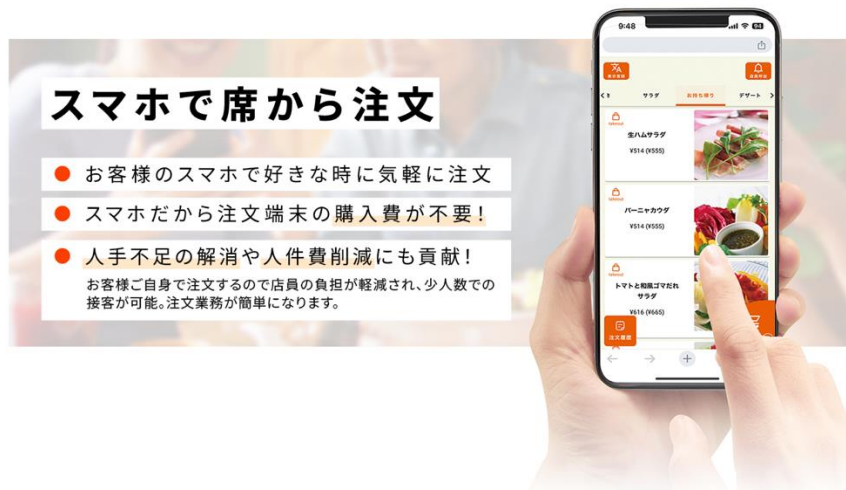 スマホで席から注文
お客様のスマホで好きな時に気軽に注文
スマホだから注文端末の購入費が不要!
人手不足の解消や人件費削減にも貢献!
お客様ご自身で注文するので店員の負担が軽減され、少人数での
接客が可能。注文業務が簡単になります。
9:48
94
サラダ
お持ち帰り
デザート
takeout
生ハムサラダ
¥514 (¥555)
takeout
バーニャカウダ
¥514 (¥555)
takeout
トマトと和風ゴマだれ
サラダ
¥616 (¥665)
注文履歴